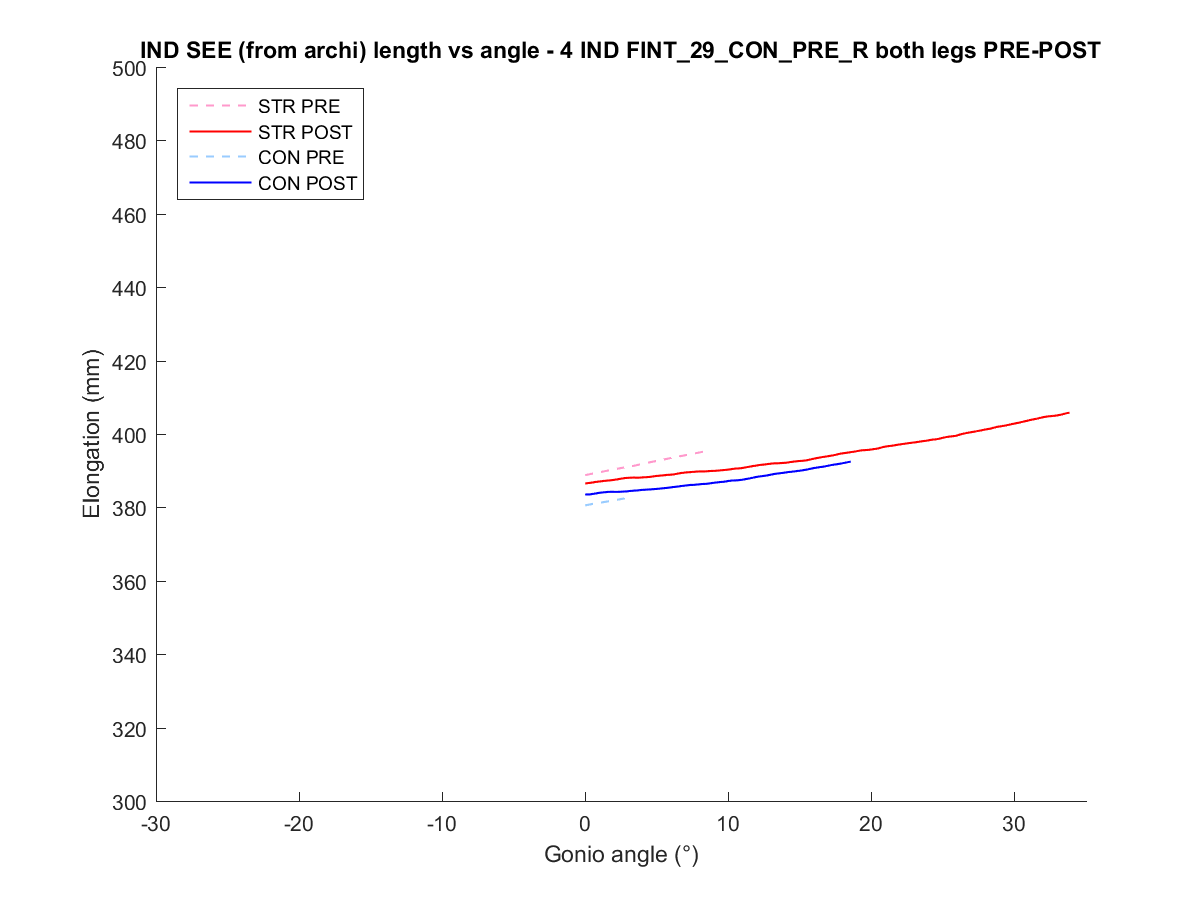 IND SEE (from archi) length vs angle - 4 IND FINT_29_CON_PRE_R both legs PRE-POST
500
480
460
440
420
400
380
360
340
320
300
Elongation (mm)
STR PRE
STR POST
CON PRE
CON POST
-30
-20
-10
0
10
20
30
Gonio angle (°)